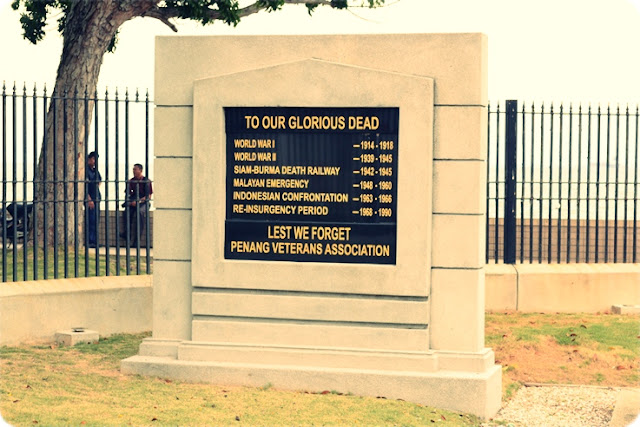 TO OUR GLORIOUS DEAD
WORLD WAR I — 1914 - 1918
WORLD WAR II — 1939 - 1945
SIAM-BURMA DEATH RAILWAY — 1942 - 1945
MALAYAN EMERGENCY — 1948 - 1960
INDONESIAN CONFRONTATION — 1963 - 1966
RE-INSURGENCY PERIOD — 1968 - 1990
LEST WE FORGET
PENANG VETERANS ASSOCIATION